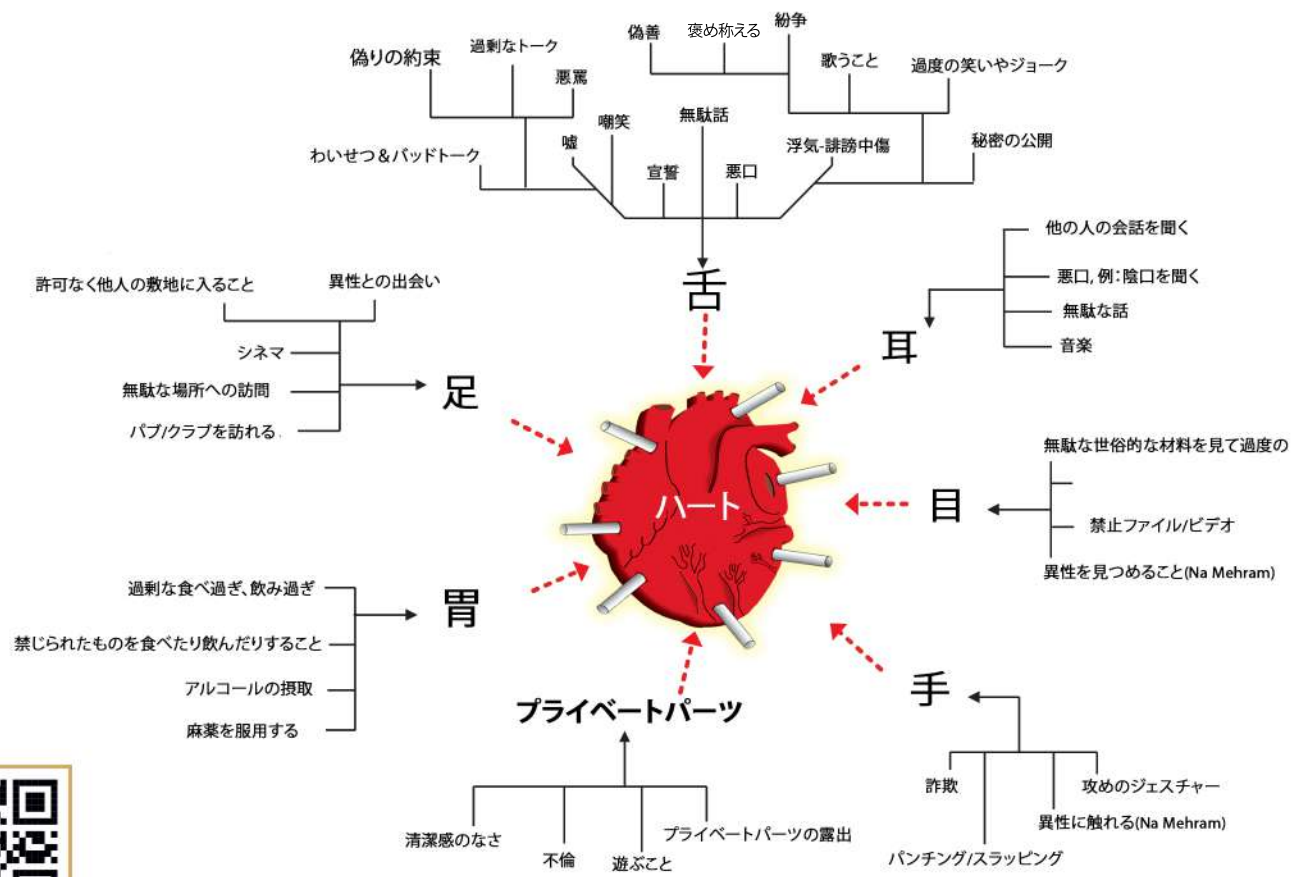 偽りの約束
過剰なトーク
悪罵
わいせつ＆バッドトーク
嘘
嘲笑
宣誓
無駄話
悪口
偽善
褒め称える
紛争
歌うこと
過度の笑いやジョーク
浮気-誹謗中傷
秘密の公開
舌
他の人の会話を聞く
悪口, 例：陰口を聞く
無駄な話
音楽
耳
許可なく他人の敷地に入ること
異性との出会い
シネマ
無駄な場所への訪問
パブ/クラブを訪れる
足
無駄な世俗的な材料を見て過度の
禁止ファイル/ビデオ
異性を見つめること(Na Mehram)
目
ハート
過剰な食べ過ぎ、飲み過ぎ
禁じられたものを食べたり飲んだりすること
アルコールの摂取
麻薬を服用する
胃
手
詐欺
攻めのジェスチャー
異性に触れる(Na Mehram)
パンチング/スラッピング
プライベートパーツ
清潔感のなさ
不倫
遊ぶこと
プライベートパーツの露出